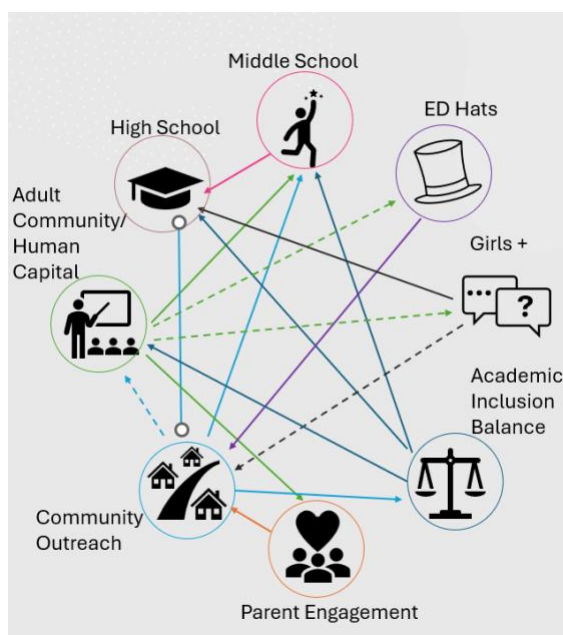 Middle School
High School
ED Hats
Adult
Community/
Human
Capital
Girls +
?
Academic
Inclusion
Balance
Community
Outreach
Parent Engagement